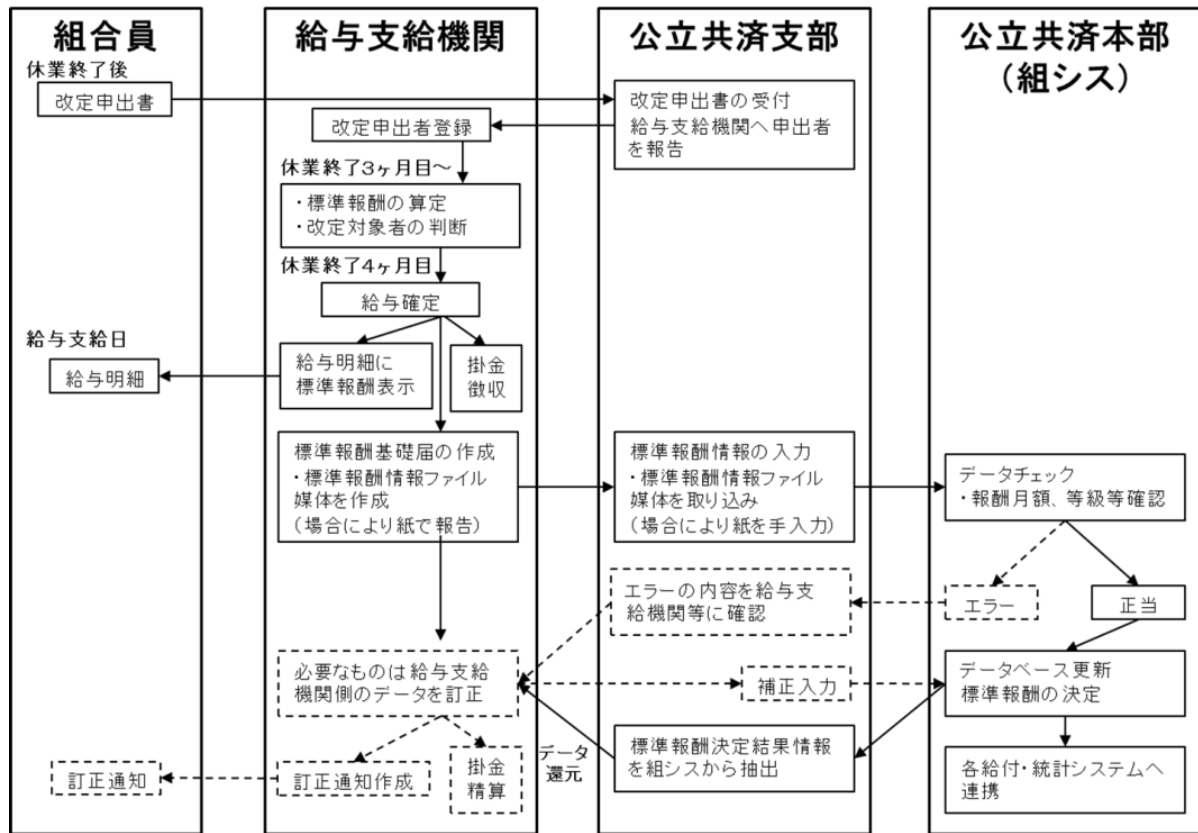 組合員
給与支給機関
公立共済支部
公立共済本部
（組シス）
休業終了後
改定申出書
改定申出書の受付
給与支給機関へ申出者
を報告
改定申出者登録
休業終了3ヶ月目～
・標準報酬の算定
・改定対象者の判断
休業終了4ヶ月目
給与確定
給与支給日
給与明細
給与明細に
標準報酬表示
掛金
徴収
標準報酬基礎届の作成
・標準報酬情報ファイル
媒体を作成
（場合により紙で報告）
標準報酬情報の入力
・標準報酬情報ファイル
媒体を取り込み
（場合により紙を手入力）
データチェック
・報酬月額、等級等確認
エラーの内容を給与支
給機関等に確認
エラー
正当
必要なものは給与支給
機関側のデータを訂正
補正入力
データベース更新
標準報酬の決定
訂正通知
訂正通知作成
掛金
精算
データ
還元
標準報酬決定結果情報
を組シスから抽出
各給付・統計システムへ
連携